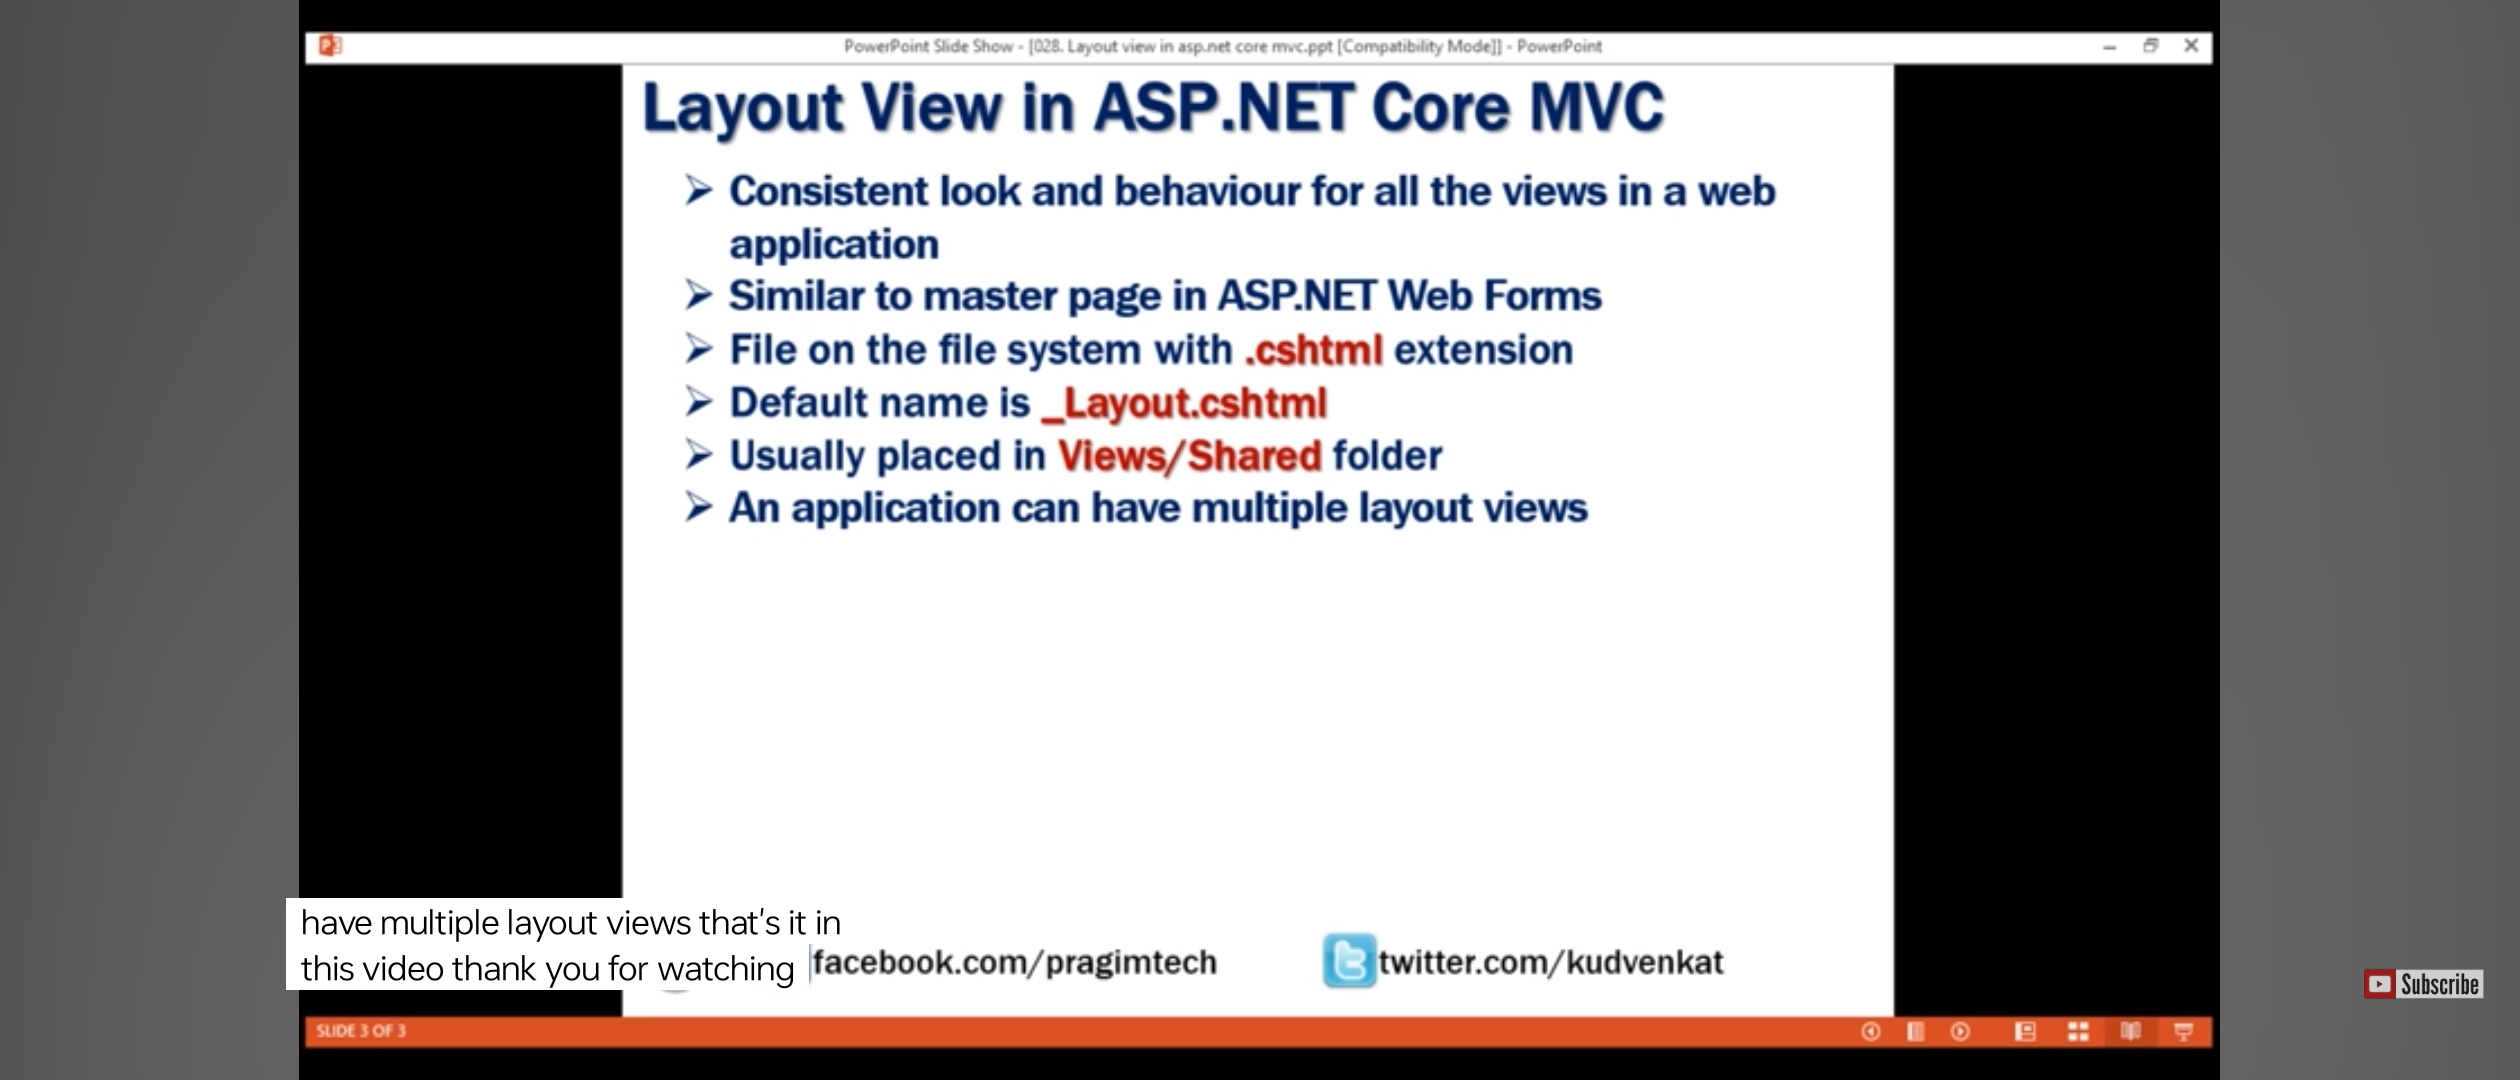 PowerPoint Slide Show - [028. Layout view in asp.net core mvc.ppt [Compatibility Mode]] - PowerPoint
Layout View in ASP.NET Core MVC
Consistent look and behaviour for all the views in a web
application
Similar to master page in ASP.NET Web Forms
File on the file system with .cshtml extension
Default name is _Layout.cshtml
Usually placed in Views/Shared folder
An application can have multiple layout views
have multiple layout views that's it in
this video thank you for watching
facebook.com/pragimtech
twitter.com/kudvenkat
Subscribe
SLIDE 3 OF 3